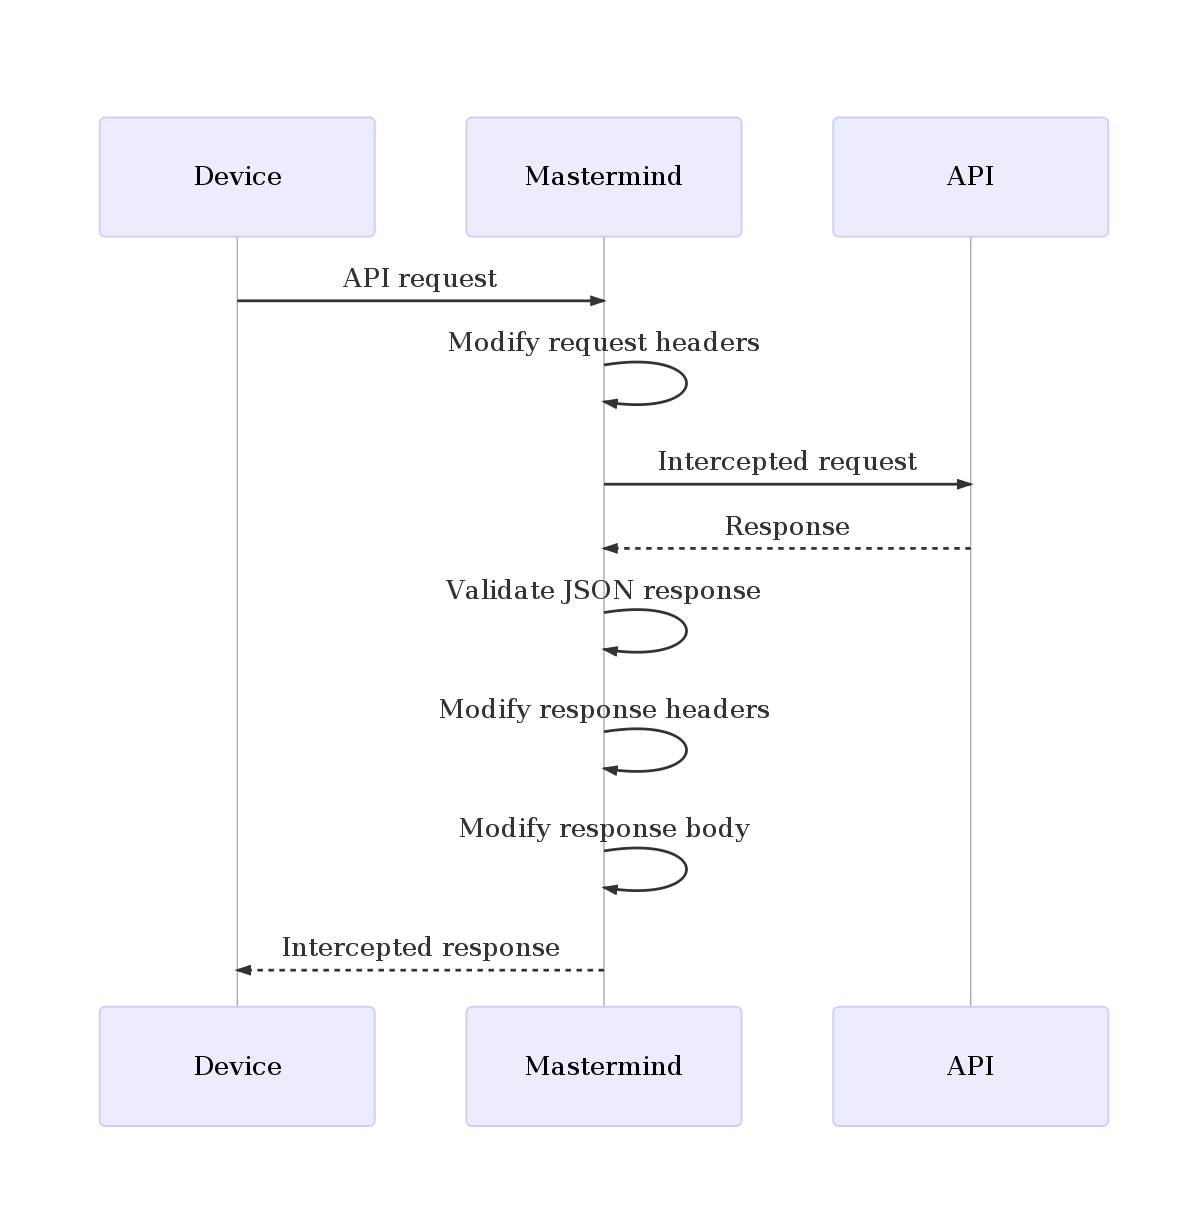 Device
Mastermind
API
API request
Modify request headers
Intercepted request
Response
Validate JSON response
Modify response headers
Modify response body
Intercepted response
Device
Mastermind
API